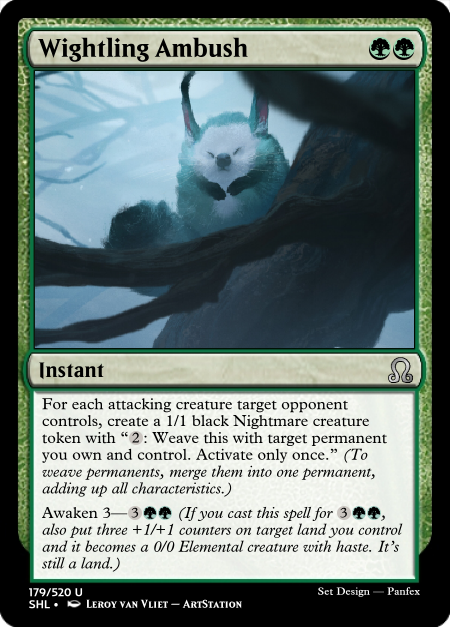 Wightling Ambush
Instant
For each attacking creature target opponent
controls, create a 1/1 black Nightmare creature
token with “2: Weave this with target permanent
you own and control. Activate only once.” (To
weave permanents, merge them into one permanent,
adding up all characteristics.)
Awaken 3—3 (If you cast this spell for 3,
also put three +1/+1 counters on target land you control
and it becomes a 0/0 Elemental creature with haste. It’s
still a land.)
179/520 U
Set Design — Panfex
SHL • Leroy van Vliet — ArtStation